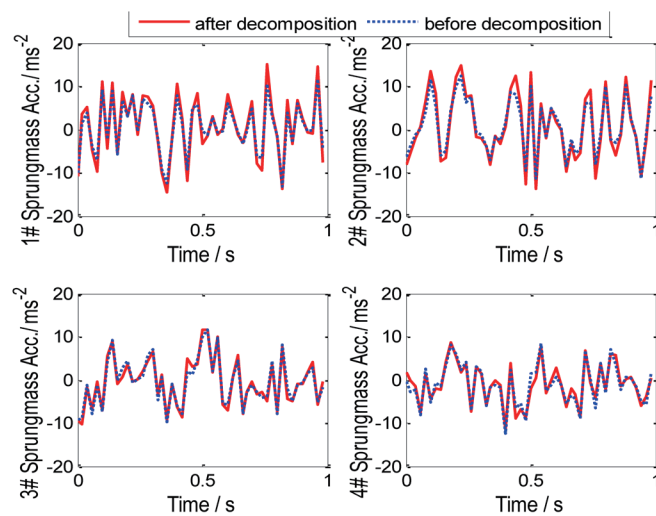 after decomposition before decomposition
20
10
0
-10
-20
0 0.5 1
1# Sprungmass Acc./ms-2
Time / s
20
10
0
-10
-20
0 0.5 1
2# Sprungmass Acc./ms-2
Time / s
20
10
0
-10
-20
0 0.5 1
3# Sprungmass Acc./ms-2
Time / s
20
10
0
-10
-20
0 0.5 1
4# Sprungmass Acc./ms-2
Time / s